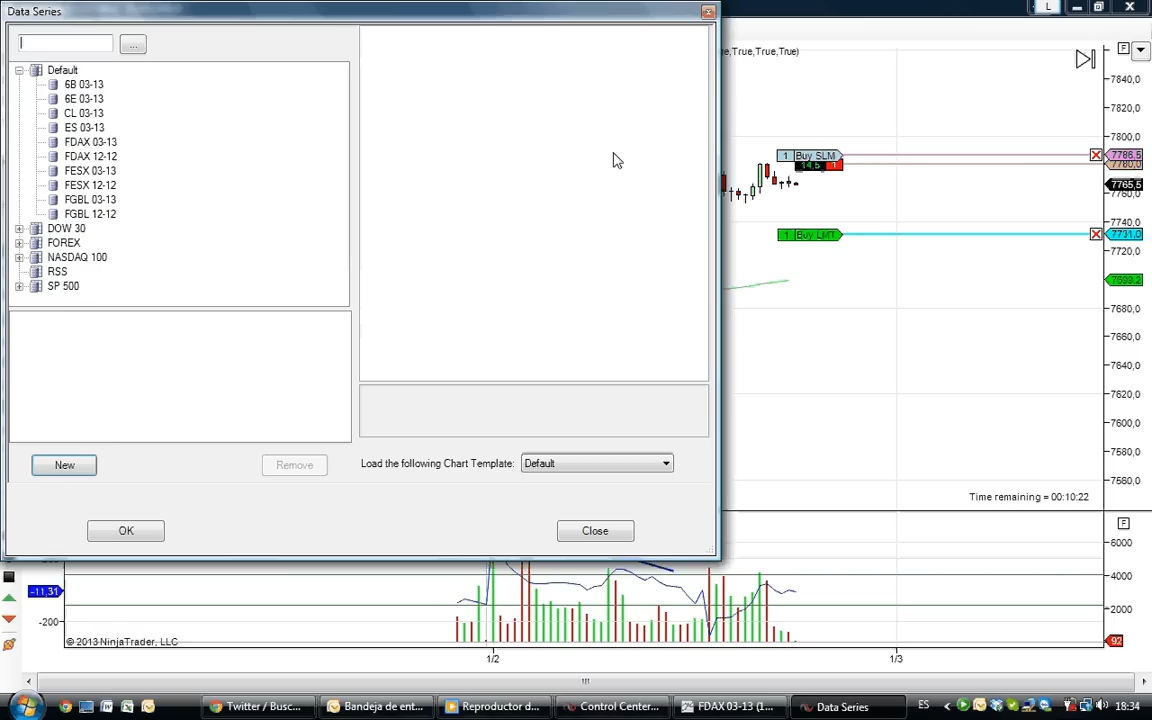 Data Series
L
...
Default
6B 03-13
6E 03-13
CL 03-13
ES 03-13
FDAX 03-13
FDAX 12-12
FESX 03-13
FESX 12-12
FGBL 03-13
FGBL 12-12
DOW 30
FOREX
NASDAQ 100
RSS
SP 500
New
Remove
Load the following Chart Template:
Default
OK
Close
e,True,True,True)
F
7840,0
7820,0
7800,0
1 Buy SLM
7786,5
14,5 1
7780,0
7765,5
7760,0
7740,0
1 Buy LMT
7731,0
7720,0
7699,2
7680,0
7660,0
7640,0
7620,0
7600,0
7580,0
7560,0
Time remaining = 00:10:22
F
6000
4000
2000
92
-11,31
-200
© 2013 NinjaTrader, LLC
1/2
1/3
Twitter / Busc...
Bandeja de ent...
Reproductor d...
Control Center...
FDAX 03-13 (1...
Data Series
ES
18:34